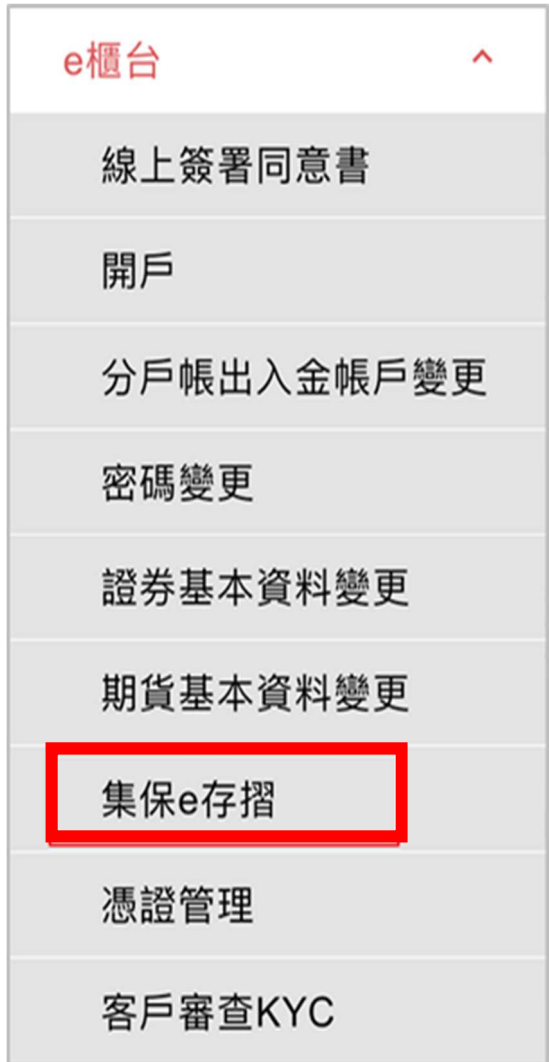 e櫃台
線上簽署同意書
開戶
分戶帳出入金帳戶變更
密碼變更
證券基本資料變更
期貨基本資料變更
集保e存摺
憑證管理
客戶審查KYC